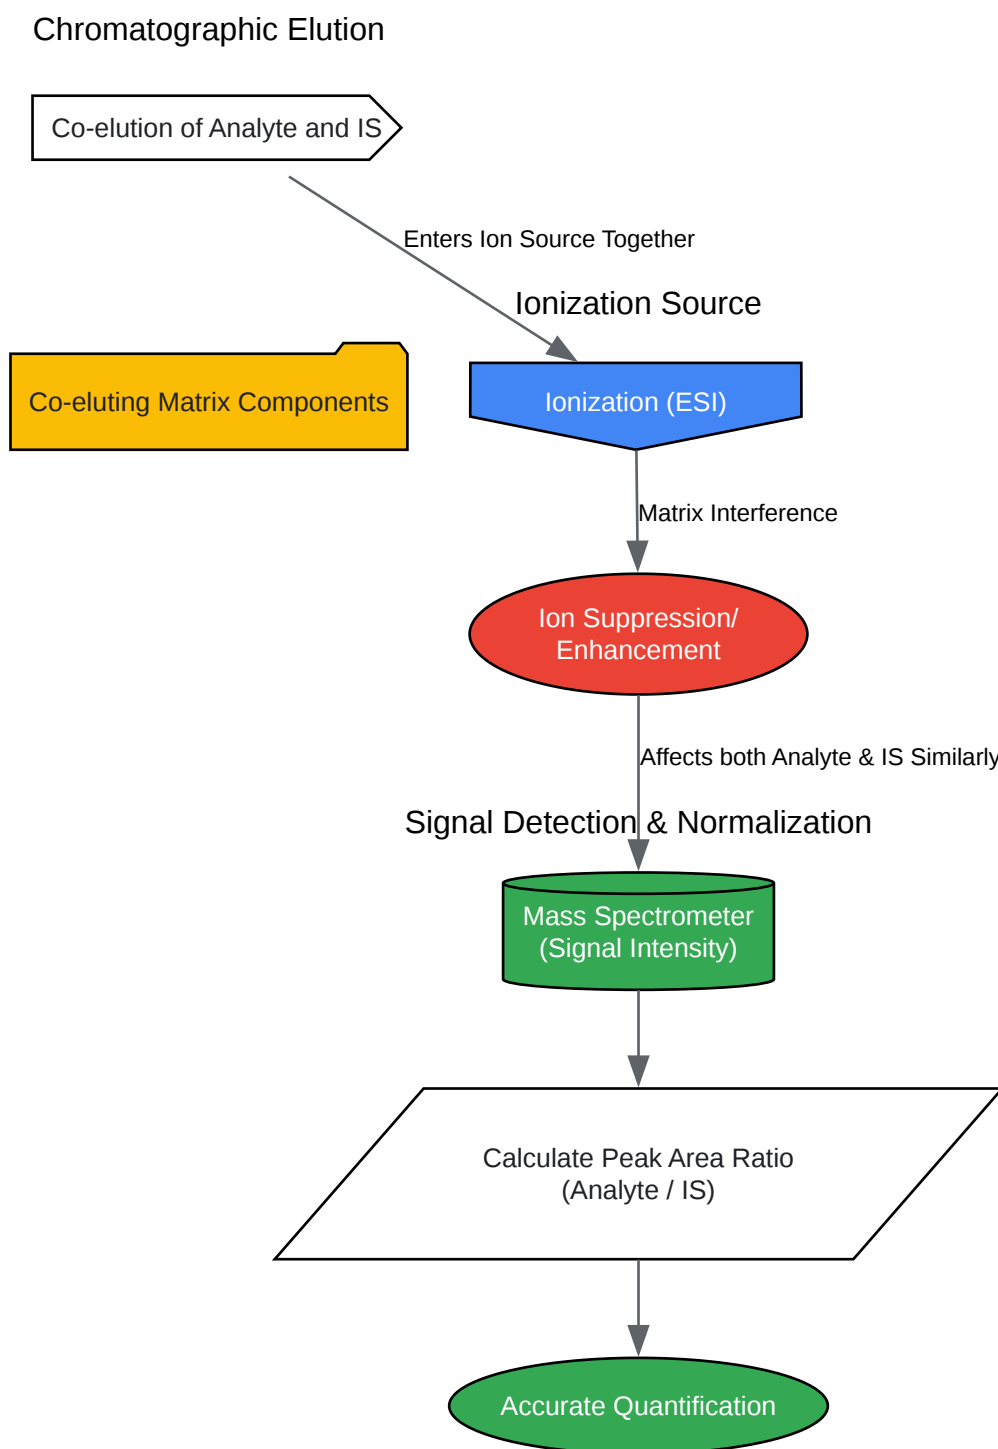 Chromatographic Elution
Co-elution of Analyte and IS
Enters Ion Source Together
Ionization Source
Co-eluting Matrix Components
Ionization (ESI)
Matrix Interference
Ion Suppression/
Enhancement
Affects both Analyte & IS Similarly
Signal Detection & Normalization
Mass Spectrometer
(Signal Intensity)
Calculate Peak Area Ratio
(Analyte / IS)
Accurate Quantification